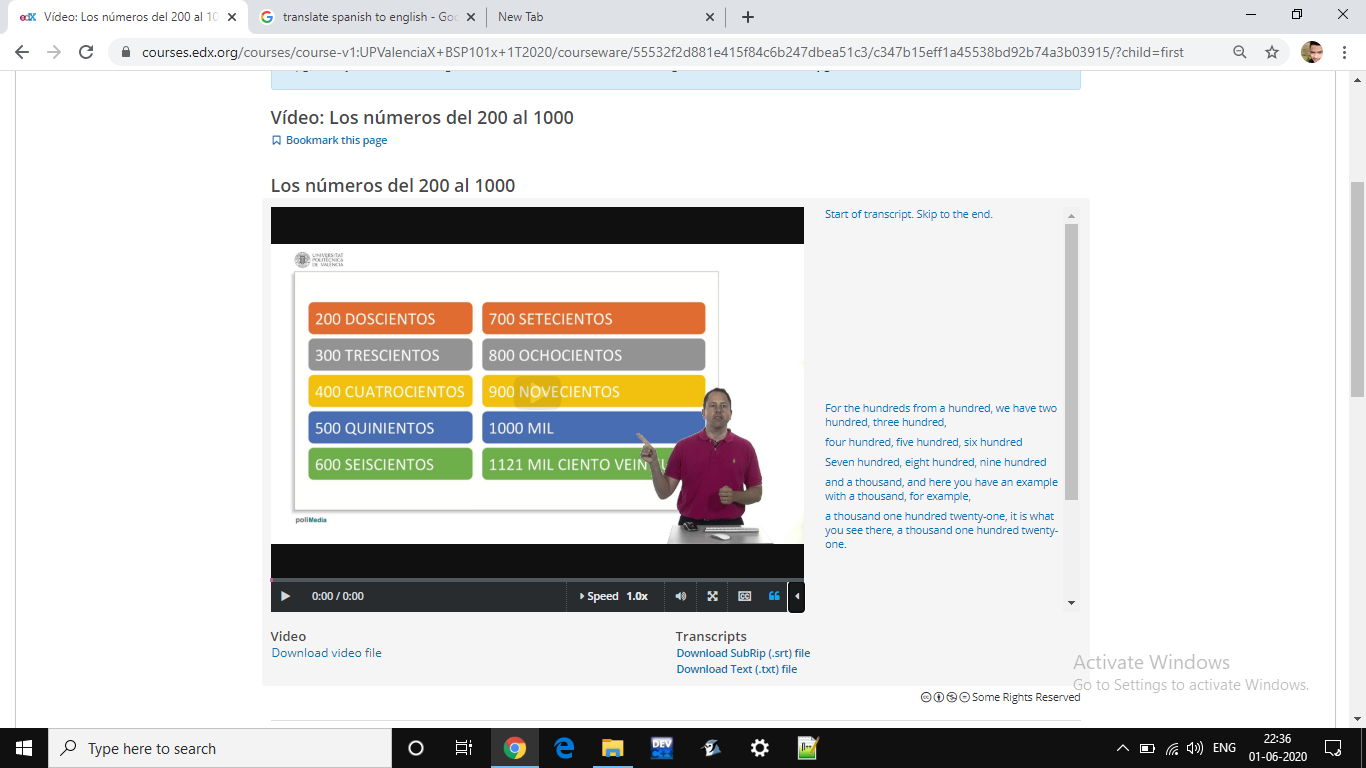 edX Vídeo: Los números del 200 al 10
translate spanish to english - Goo
New Tab
courses.edx.org/courses/course-v1:UPValenciaX+BSP101x+1T2020/courseware/55532f2d881e415f84c6b247dbea51c3/c347b15eff1a45538bd92b74a3b03915/?child=first
Vídeo: Los números del 200 al 1000
Bookmark this page
Los números del 200 al 1000
UNIVERSITAT
POLITÈCNICA
DE VALÈNCIA
200 DOSCIENTOS
700 SETECIENTOS
300 TRESCIENTOS
800 OCHOCIENTOS
400 CUATROCIENTOS
900 NOVECIENTOS
500 QUINIENTOS
1000 MIL
600 SEISCIENTOS
1121 MIL CIENTO
poliMedia
Start of transcript. Skip to the end.
For the hundreds from a hundred, we have two
hundred, three hundred,
four hundred, five hundred, six hundred
Seven hundred, eight hundred, nine hundred
and a thousand, and here you have an example
with a thousand, for example,
a thousand one hundred twenty-one, it is what
you see there, a thousand one hundred twenty-
one.
0:00 / 0:00
Speed 1.0x
Video
Download video file
Transcripts
Download SubRip (.srt) file
Download Text (.txt) file
Activate Windows
Go to Settings to activate Windows.
Some Rights Reserved
Type here to search
DEV
ENG
22:36
01-06-2020